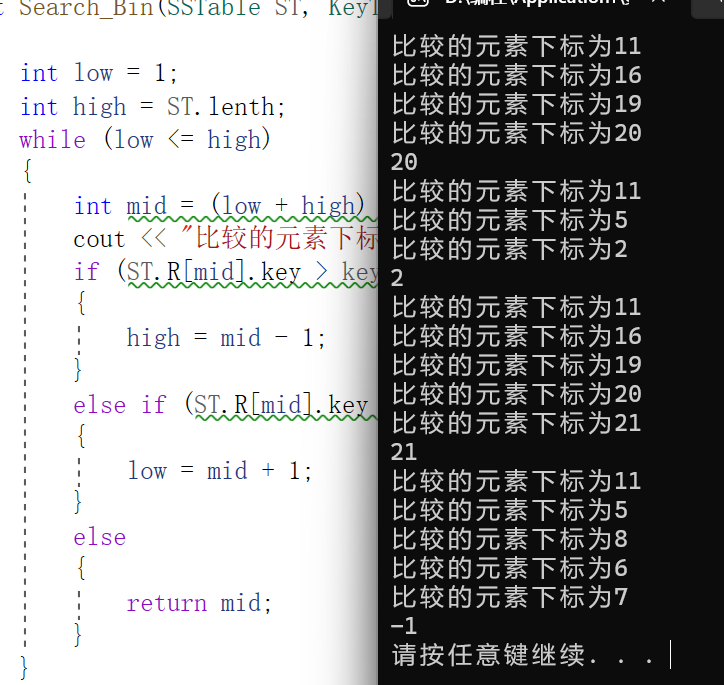 Search_Bin(SSTable ST,
int low = 1;
int high = ST.lenth;
while (low <= high)
{
int mid = (low + high)
cout << "比较的元素下标
if (ST.R[mid].key > key
{
high = mid - 1;
}
else if (ST.R[mid].key
{
low = mid + 1;
}
else
{
return mid;
}
}
比较的元素下标为11
比较的元素下标为16
比较的元素下标为19
比较的元素下标为20
20
比较的元素下标为11
比较的元素下标为5
比较的元素下标为2
2
比较的元素下标为11
比较的元素下标为16
比较的元素下标为19
比较的元素下标为20
比较的元素下标为21
21
比较的元素下标为11
比较的元素下标为5
比较的元素下标为8
比较的元素下标为6
比较的元素下标为7
-1
请按任意键继续. . .